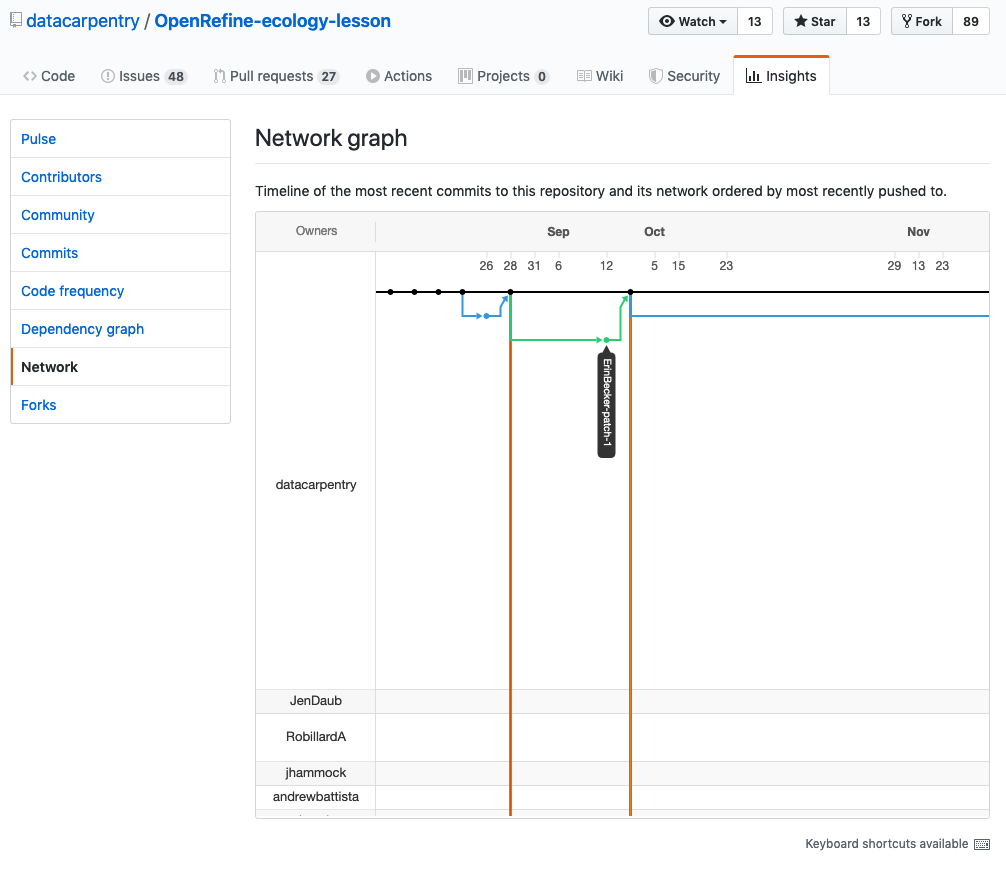 datacarpentry / OpenRefine-ecology-lesson
Watch 13 Star 13 Fork 89
Code Issues 48 Pull requests 27 Actions Projects 0 Wiki Security Insights
Pulse
Contributors
Community
Commits
Code frequency
Dependency graph
Network
Forks
Network graph
Timeline of the most recent commits to this repository and its network ordered by most recently pushed to.
Owners Sep Oct Nov
26 28 31 6 12 5 15 23 29 13 23
ErinBecker-patch-1
datacarpentry
JenDaub
RobillardA
jhammock
andrewbattista
Keyboard shortcuts available